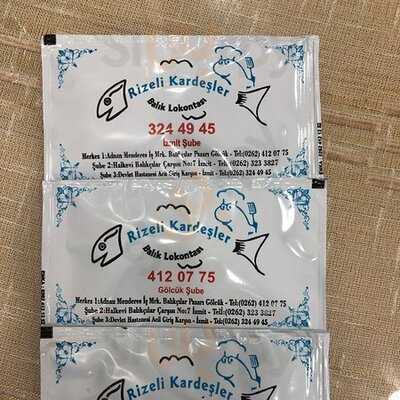 Rizeli Kardeşler
Balık Lokontası
324 49 45
İzmit Şube
Merkez 1:Adnan Menderes İş Mrk. Balıkçılar Pazarı Gölcük - Tel:(0262) 412 07 75
Şube 2:Halkevi Balıkçılar Çarşısı No:7 İzmit - Tel: (0262) 323 3827
Şube 3:Devlet Hastanesi Acil Giriş Karşısı - İzmit - Tel:(0262) 324 49 45
Rizeli Kardeşler
Balık Lokontası
412 07 75
Gölcük Şube
Merkez 1:Adnan Menderes İş Mrk. Balıkçılar Pazarı Gölcük - Tel:(0262) 412 07 75
Şube 2:Halkevi Balıkçılar Çarşısı No:7 İzmit - Tel:(0262) 323 3827
Şube 3:Devlet Hastanesi Acil Giriş Karşısı - İzmit - Tel:(0262) 324 49 45
Rizeli Kardeşler